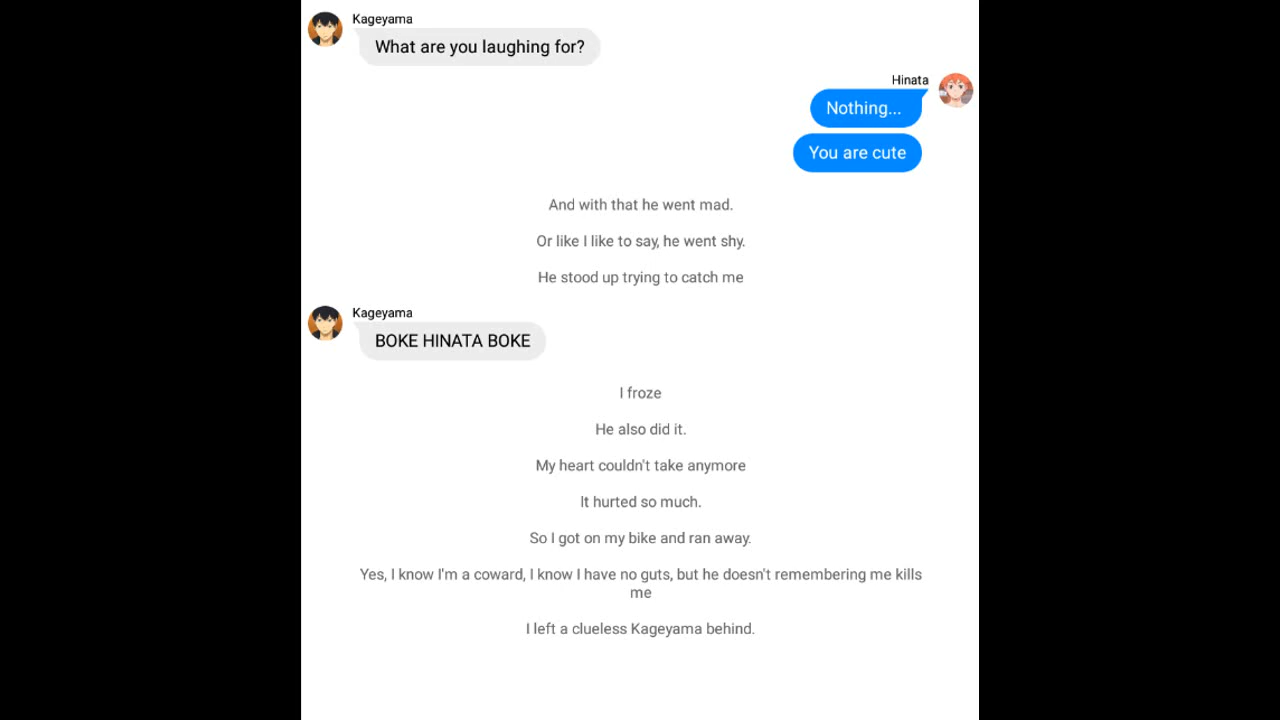 Kageyama
What are you laughing for?
Hinata
Nothing...
You are cute
And with that he went mad.
Or like I like to say, he went shy.
He stood up trying to catch me
Kageyama
BOKE HINATA BOKE
I froze
He also did it.
My heart couldn't take anymore
It hurted so much.
So I got on my bike and ran away.
Yes, I know I'm a coward, I know I have no guts, but he doesn't remembering me kills
me
I left a clueless Kageyama behind.